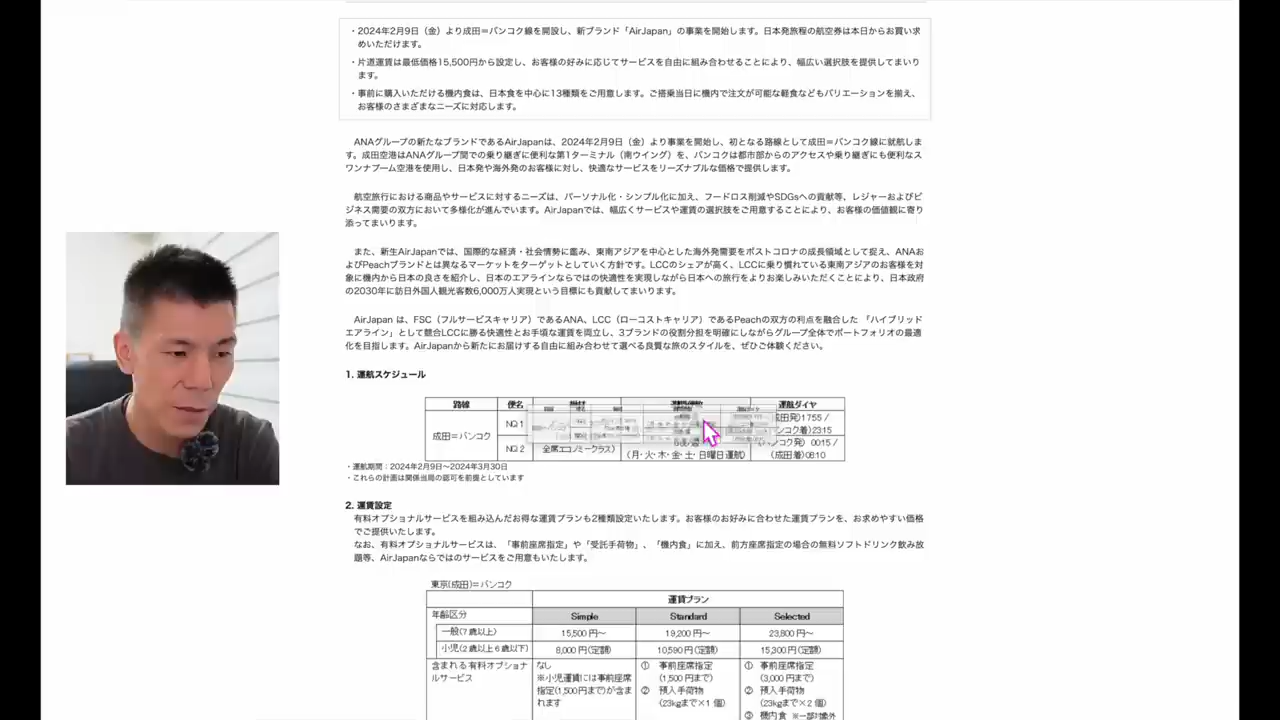 ・2024年2月9日（金）より成田＝バンコク線を開設し、新ブランド「AirJapan」の事業を開始します。日本発旅程の航空券は本日からお買い求
めいただけます。
・片道運賃は最低価格15,500円から設定し、お客様の好みに応じてサービスを自由に組み合わせることにより、幅広い選択肢を提供してまいり
ます。
・事前に購入いただける機内食は、日本食を中心に13種類をご用意します。ご搭乗当日に機内で注文が可能な軽食などもバリエーションを揃え、
お客様のさまざまなニーズに対応します。
ANAグループの新たなブランドであるAirJapanは、2024年2月9日（金）より事業を開始し、初となる路線として成田＝バンコク線に就航しま
す。成田空港はANAグループ間での乗り継ぎに便利な第1ターミナル（南ウイング）を、バンコクは都市部からのアクセスや乗り継ぎにも便利なス
ワンナプーム空港を使用し、日本発や海外発のお客様に対し、快適なサービスをリーズナブルな価格で提供します。
航空旅行における商品やサービスに対するニーズは、パーソナル化・シンプル化に加え、フードロス削減やSDGsへの貢献等、レジャーおよびビ
ジネス需要の双方において多様化が進んでいます。AirJapanでは、幅広くサービスや運賃の選択肢をご用意することにより、お客様の価値観に寄り
添ってまいります。
また、新生AirJapanでは、国際的な経済・社会情勢に鑑み、東南アジアを中心とした海外発需要をポストコロナの成長領域として捉え、ANAお
よびPeachブランドとは異なるマーケットをターゲットとしていく方針です。LCCのシェアが高く、LCCに乗り慣れている東南アジアのお客様を対
象に機内から日本の良さを紹介し、日本のエアラインならではの快適性を実現しながら日本への旅行をよりお楽しみいただくことにより、日本政府
の2030年に訪日外国人観光客数6,000万人実現という目標にも貢献してまいります。
AirJapan は、FSC（フルサービスキャリア）であるANA、LCC（ローコストキャリア）であるPeachの双方の利点を融合した 「ハイブリッド
エアライン」として競合LCCに勝る快適性とお手頃な運賃を両立し、3ブランドの役割分担を明確にしながらグループ全体でポートフォリオの最適
化を目指します。AirJapanから新たにお届けする自由に組み合わせて選べる良質な旅のスタイルを、ぜひご体験ください。
1. 運航スケジュール
路線 便名 運航ダイヤ
成田＝バンコク NQ 1 (成田発) 17:55 /
(バンコク着) 23:15
NQ 2 全席エコノミークラス) (月・火・木・金・土・日曜日運航) (バンコク発) 00:15 /
(成田着) 08:10
・運航期間：2024年2月9日～2024年3月30日
・これらの計画は関係当局の認可を前提としています
2. 運賃設定
有料オプショナルサービスを組み込んだお得な運賃プランも2種類設定いたします。お客様のお好みに合わせた運賃プランを、お求めやすい価格
でご提供いたします。
なお、有料オプショナルサービスは、「事前座席指定」や「受託手荷物」、「機内食」に加え、前方座席指定の場合の無料ソフトドリンク飲み放
題等、AirJapanならではのサービスをご用意もいたします。
東京(成田)＝バンコク
運賃プラン
年齢区分 Simple Standard Selected
一般(7歳以上) 15,500円～ 19,200円～ 23,800円～
小児(2歳以上6歳以下) 8,000円(定額) 10,590円(定額) 15,300円(定額)
含まれる有料オプショナ
ルサービス
なし
※小児運賃には事前座席
指定(1,500円まで)が含ま
れます
① 事前座席指定
(1,500円まで)
② 預入手荷物
(23kgまで×1個)
① 事前座席指定
(3,000円まで)
② 預入手荷物
(23kgまで×2個)
③ 機内食 ※一部対象外